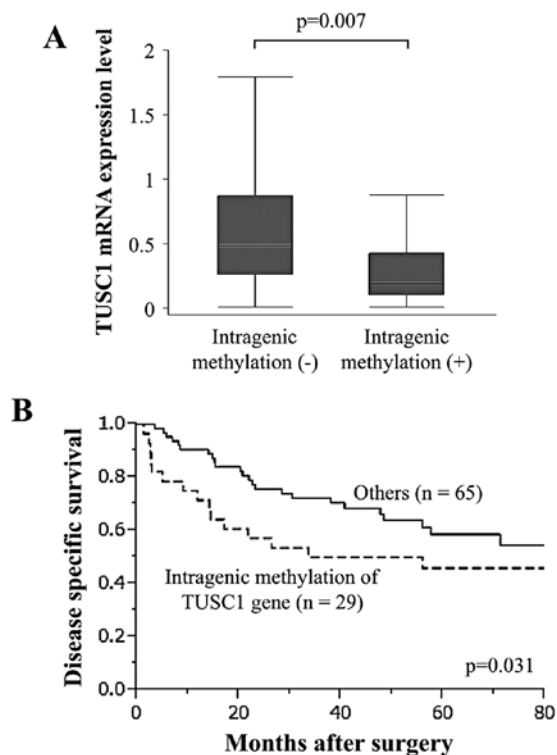 A
p=0.007
TUSC1 mRNA expression level
2
1.5
1
0.5
0
Intragenic
methylation (-)
Intragenic
methylation (+)
B
Disease specific survival
1.0
0.8
0.6
0.4
0.2
0.0
Others (n = 65)
Intragenic methylation of
TUSC1 gene (n = 29)
p=0.031
0
20
40
60
80
Months after surgery